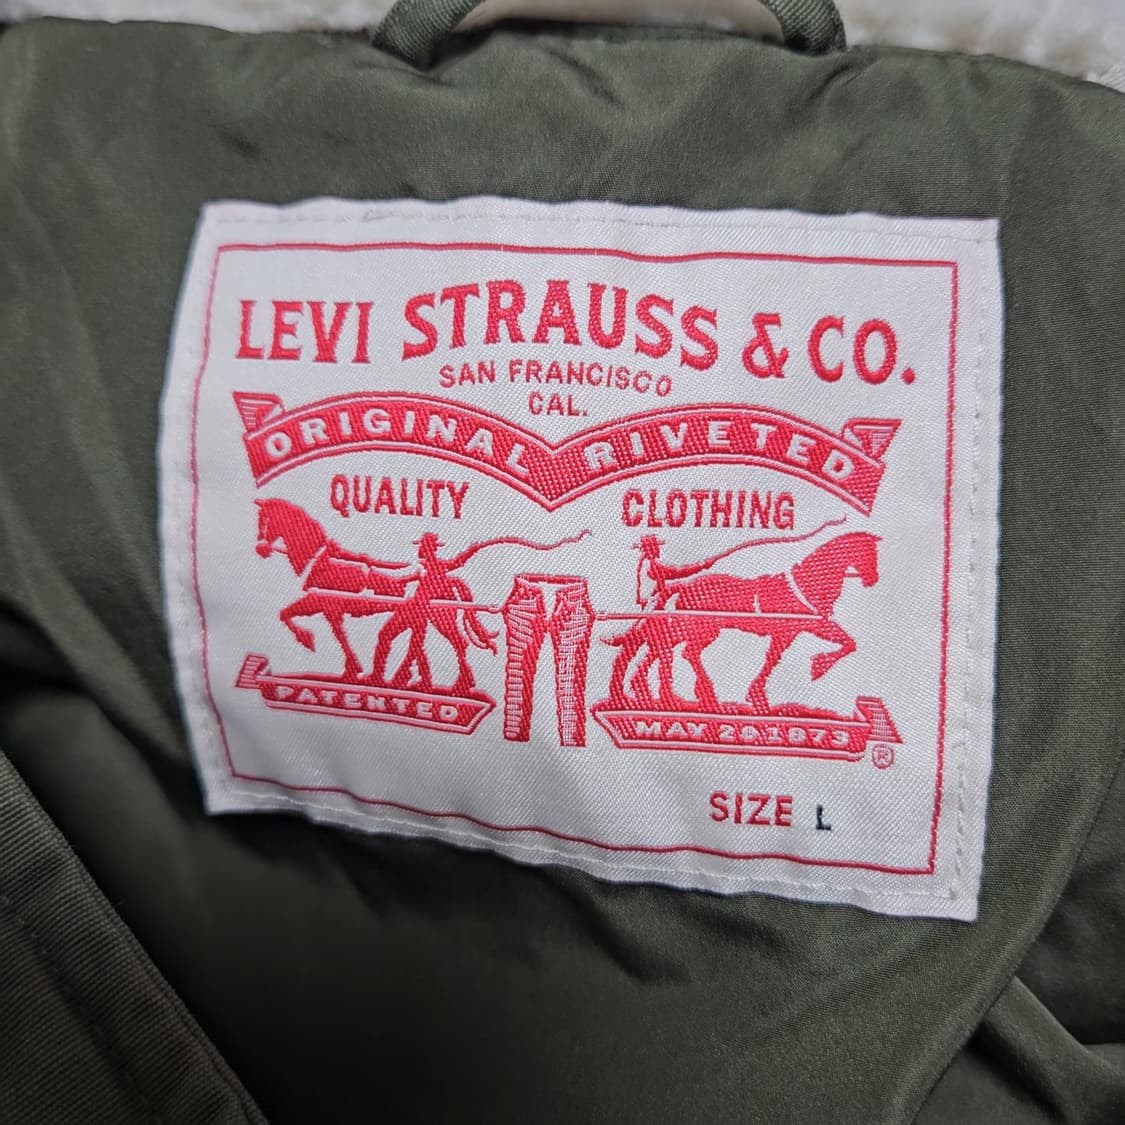 LEVI STRAUSS & CO.
SAN FRANCISCO
CAL.
ORIGINAL RIVETED
QUALITY CLOTHING
PATENTED MAY 20, 1873
®
SIZE L